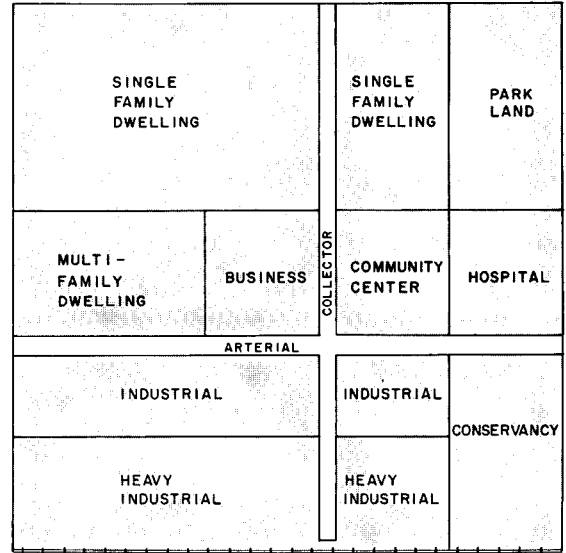 SINGLE
FAMILY
DWELLING
SINGLE
FAMILY
DWELLING
PARK
LAND
MULTI-
FAMILY
DWELLING
BUSINESS
COLLECTOR
COMMUNITY
CENTER
HOSPITAL
ARTERIAL
INDUSTRIAL
INDUSTRIAL
CONSERVANCY
HEAVY
INDUSTRIAL
HEAVY
INDUSTRIAL